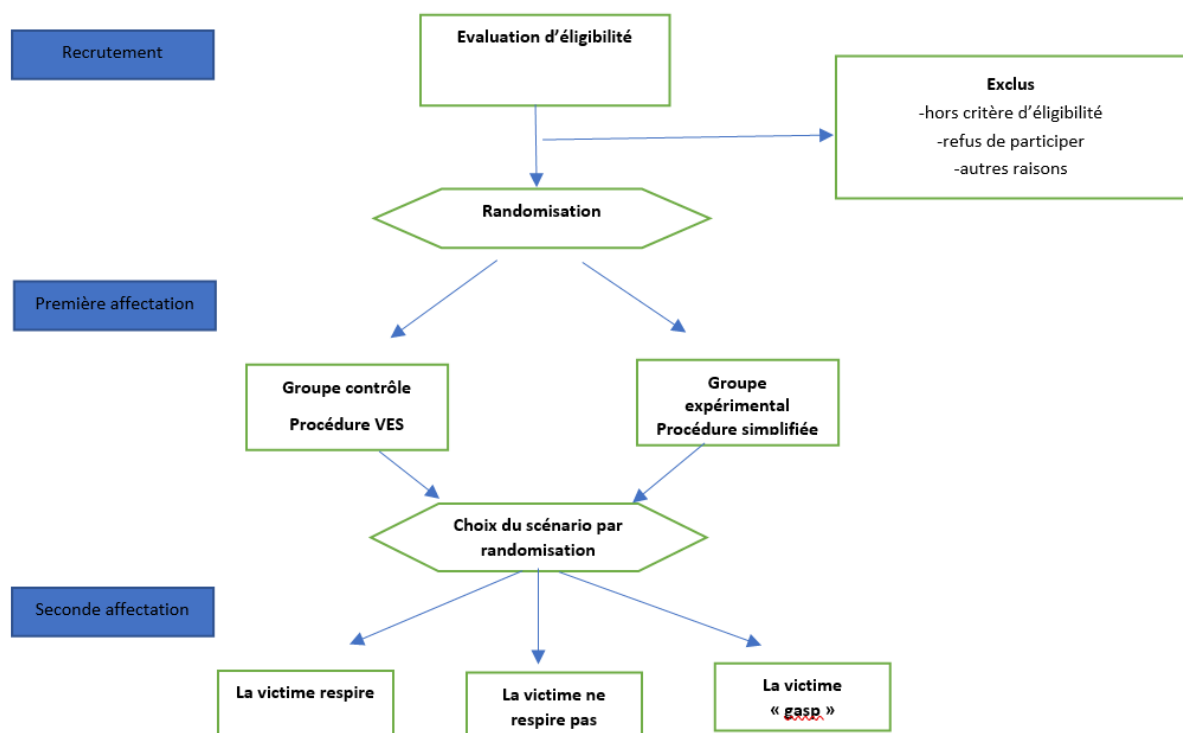 Recrutement
Evaluation d’éligibilité
Exclus
-hors critère d’éligibilité
-refus de participer
-autres raisons
Randomisation
Première affectation
Groupe contrôle
Procédure VES
Groupe
expérimental
Procédure simplifiée
Choix du scénario par
randomisation
Seconde affectation
La victime respire
La victime ne
respire pas
La victime
« gasp »